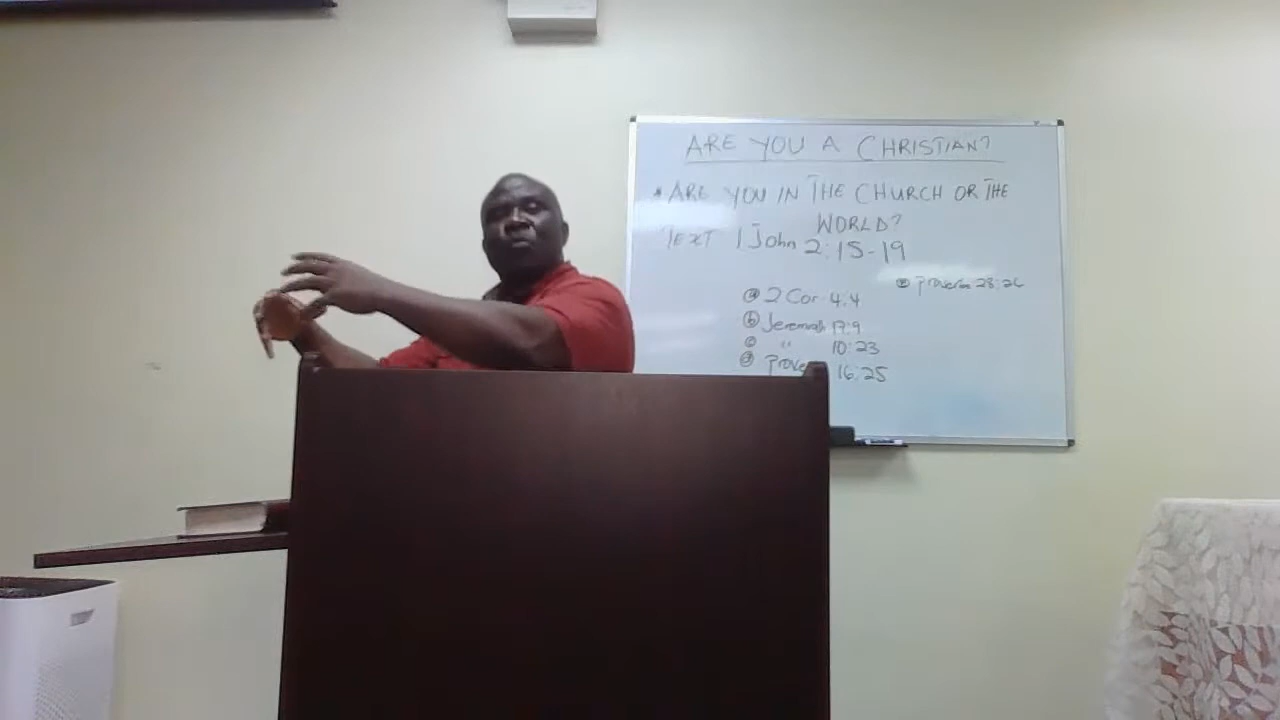 ARE YOU A CHRISTIAN?
* ARE YOU IN THE CHURCH OR THE
WORLD?
TEXT 1 John 2:15-19
(a) 2 Cor 4:4
(b) Jeremiah 17:9
(c) " 10:23
(d) 16:25
(e) Proverbs 28:26